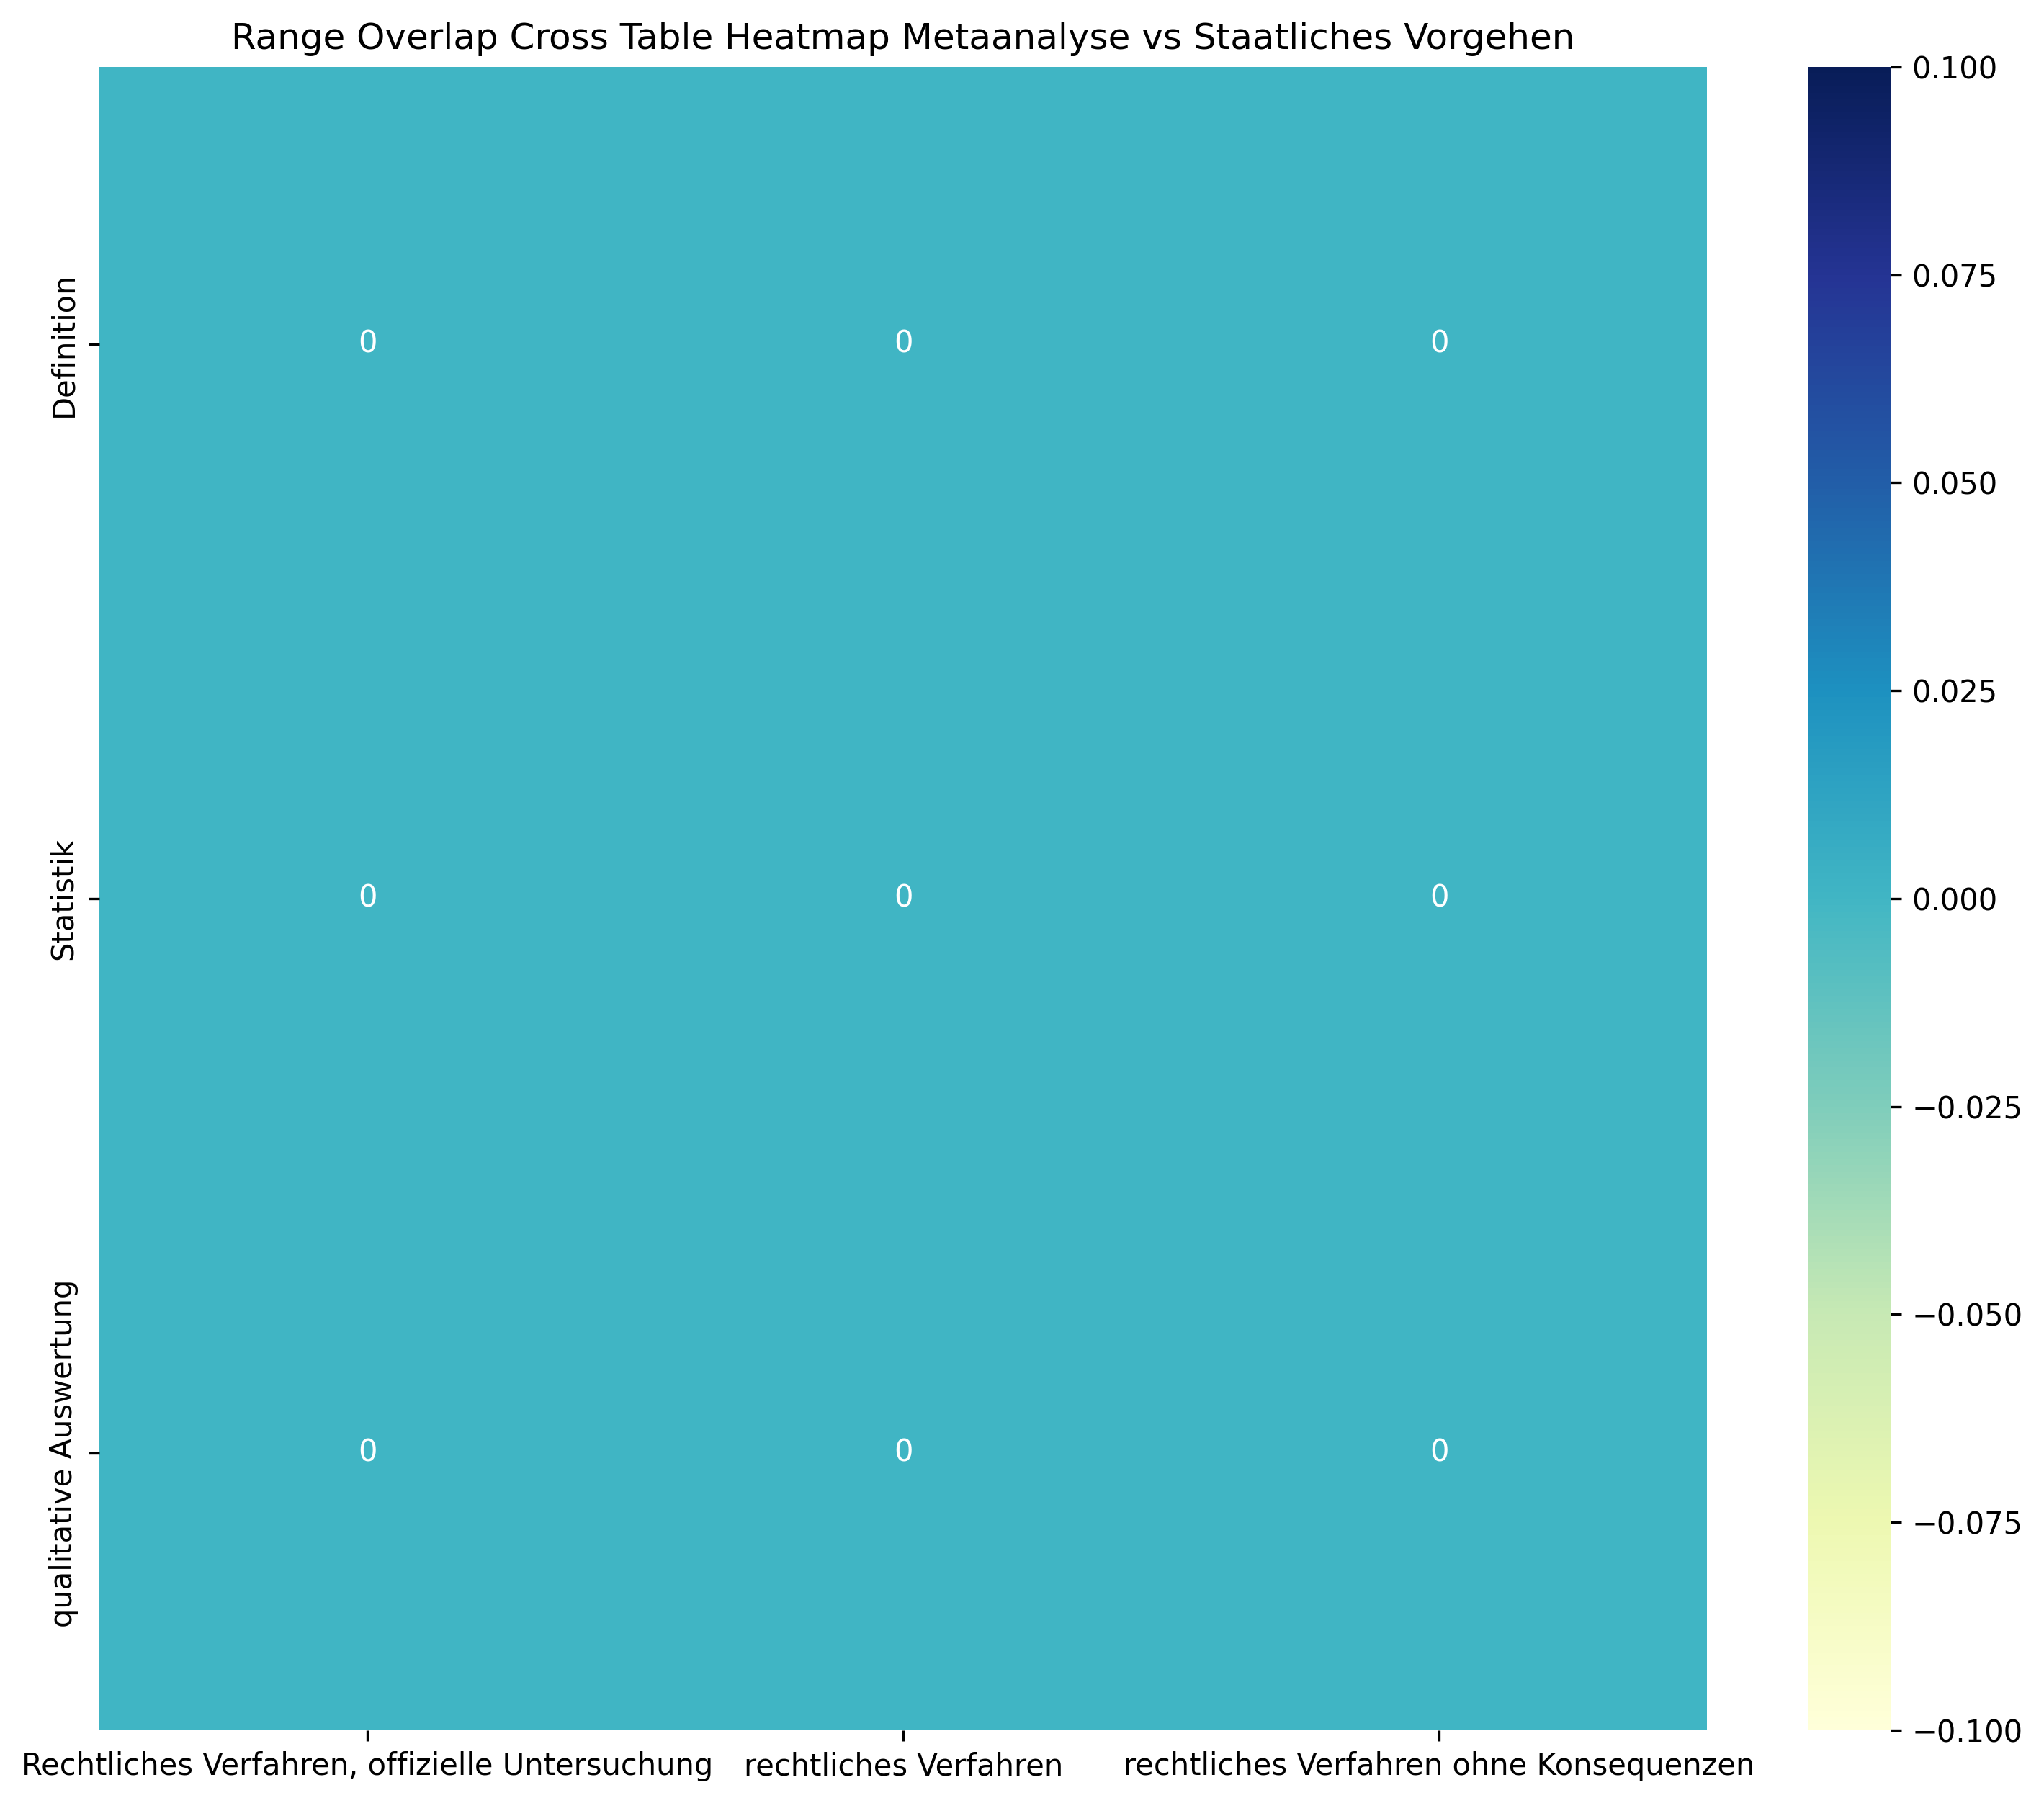 Range Overlap Cross Table Heatmap Metaanalyse vs Staatliches Vorgehen
Definition
0 0 0
Statistik
0 0 0
qualitative Auswertung
0 0 0
Rechtliches Verfahren, offizielle Untersuchung
rechtliches Verfahren
rechtliches Verfahren ohne Konsequenzen
0.100
0.075
0.050
0.025
0.000
−0.025
−0.050
−0.075
−0.100